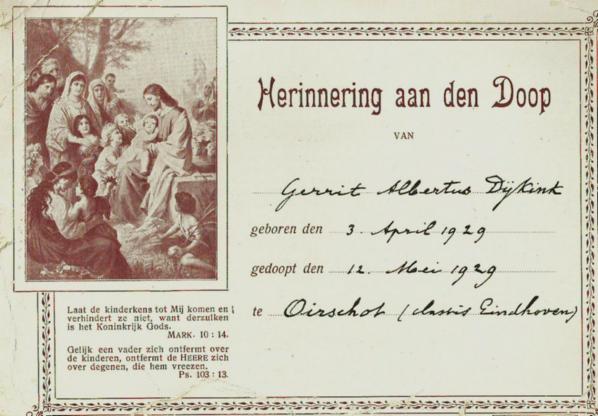 Herinnering aan den Doop
VAN
Gerrit Albertus Dijkink
geboren den 3. April 1929
gedoopt den 12. Mei 1929
te Oirschot (classis Eindhoven)
Laat de kinderkens tot Mij komen en
verhindert ze niet, want derzulken
is het Koninkrijk Gods.
MARK. 10 : 14.
Gelijk een vader zich ontfermt over
de kinderen, ontfermt de HEERE zich
over degenen, die hem vreezen.
Ps. 103 : 13.